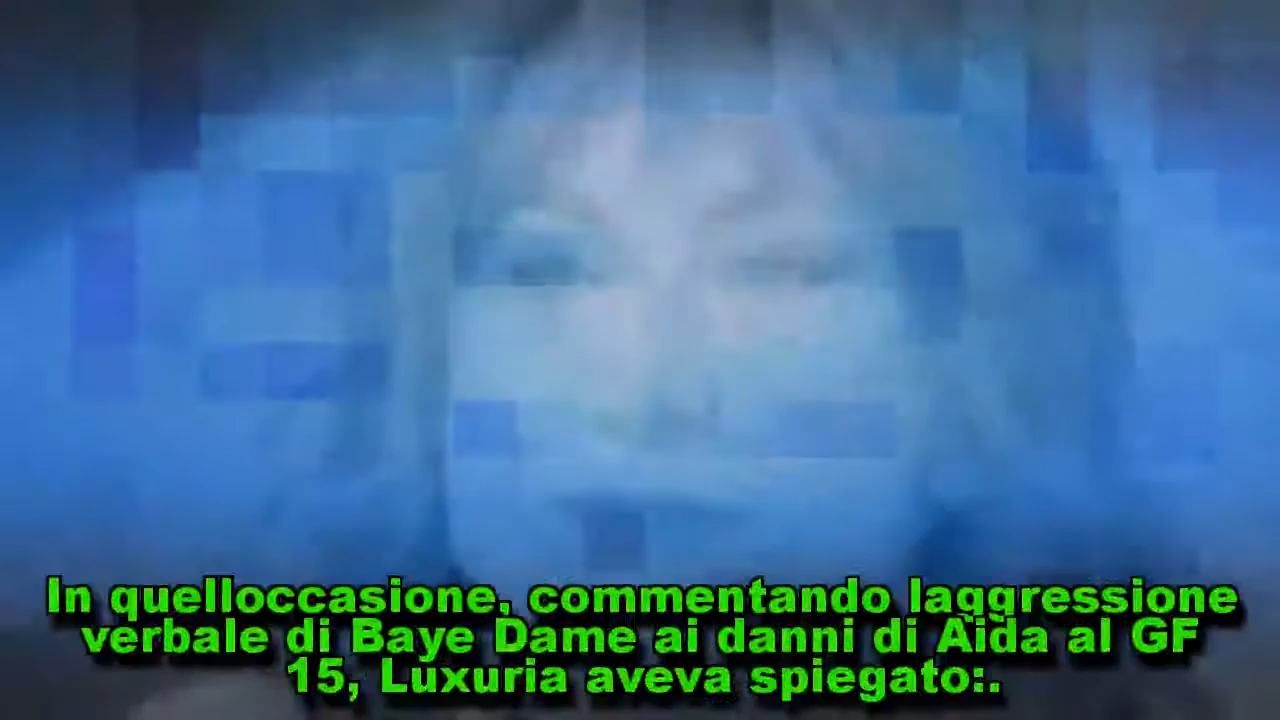 In quelloccasione, commentando laggressione
verbale di Baye Dame ai danni di Aida al GF
15, Luxuria aveva spiegato:.